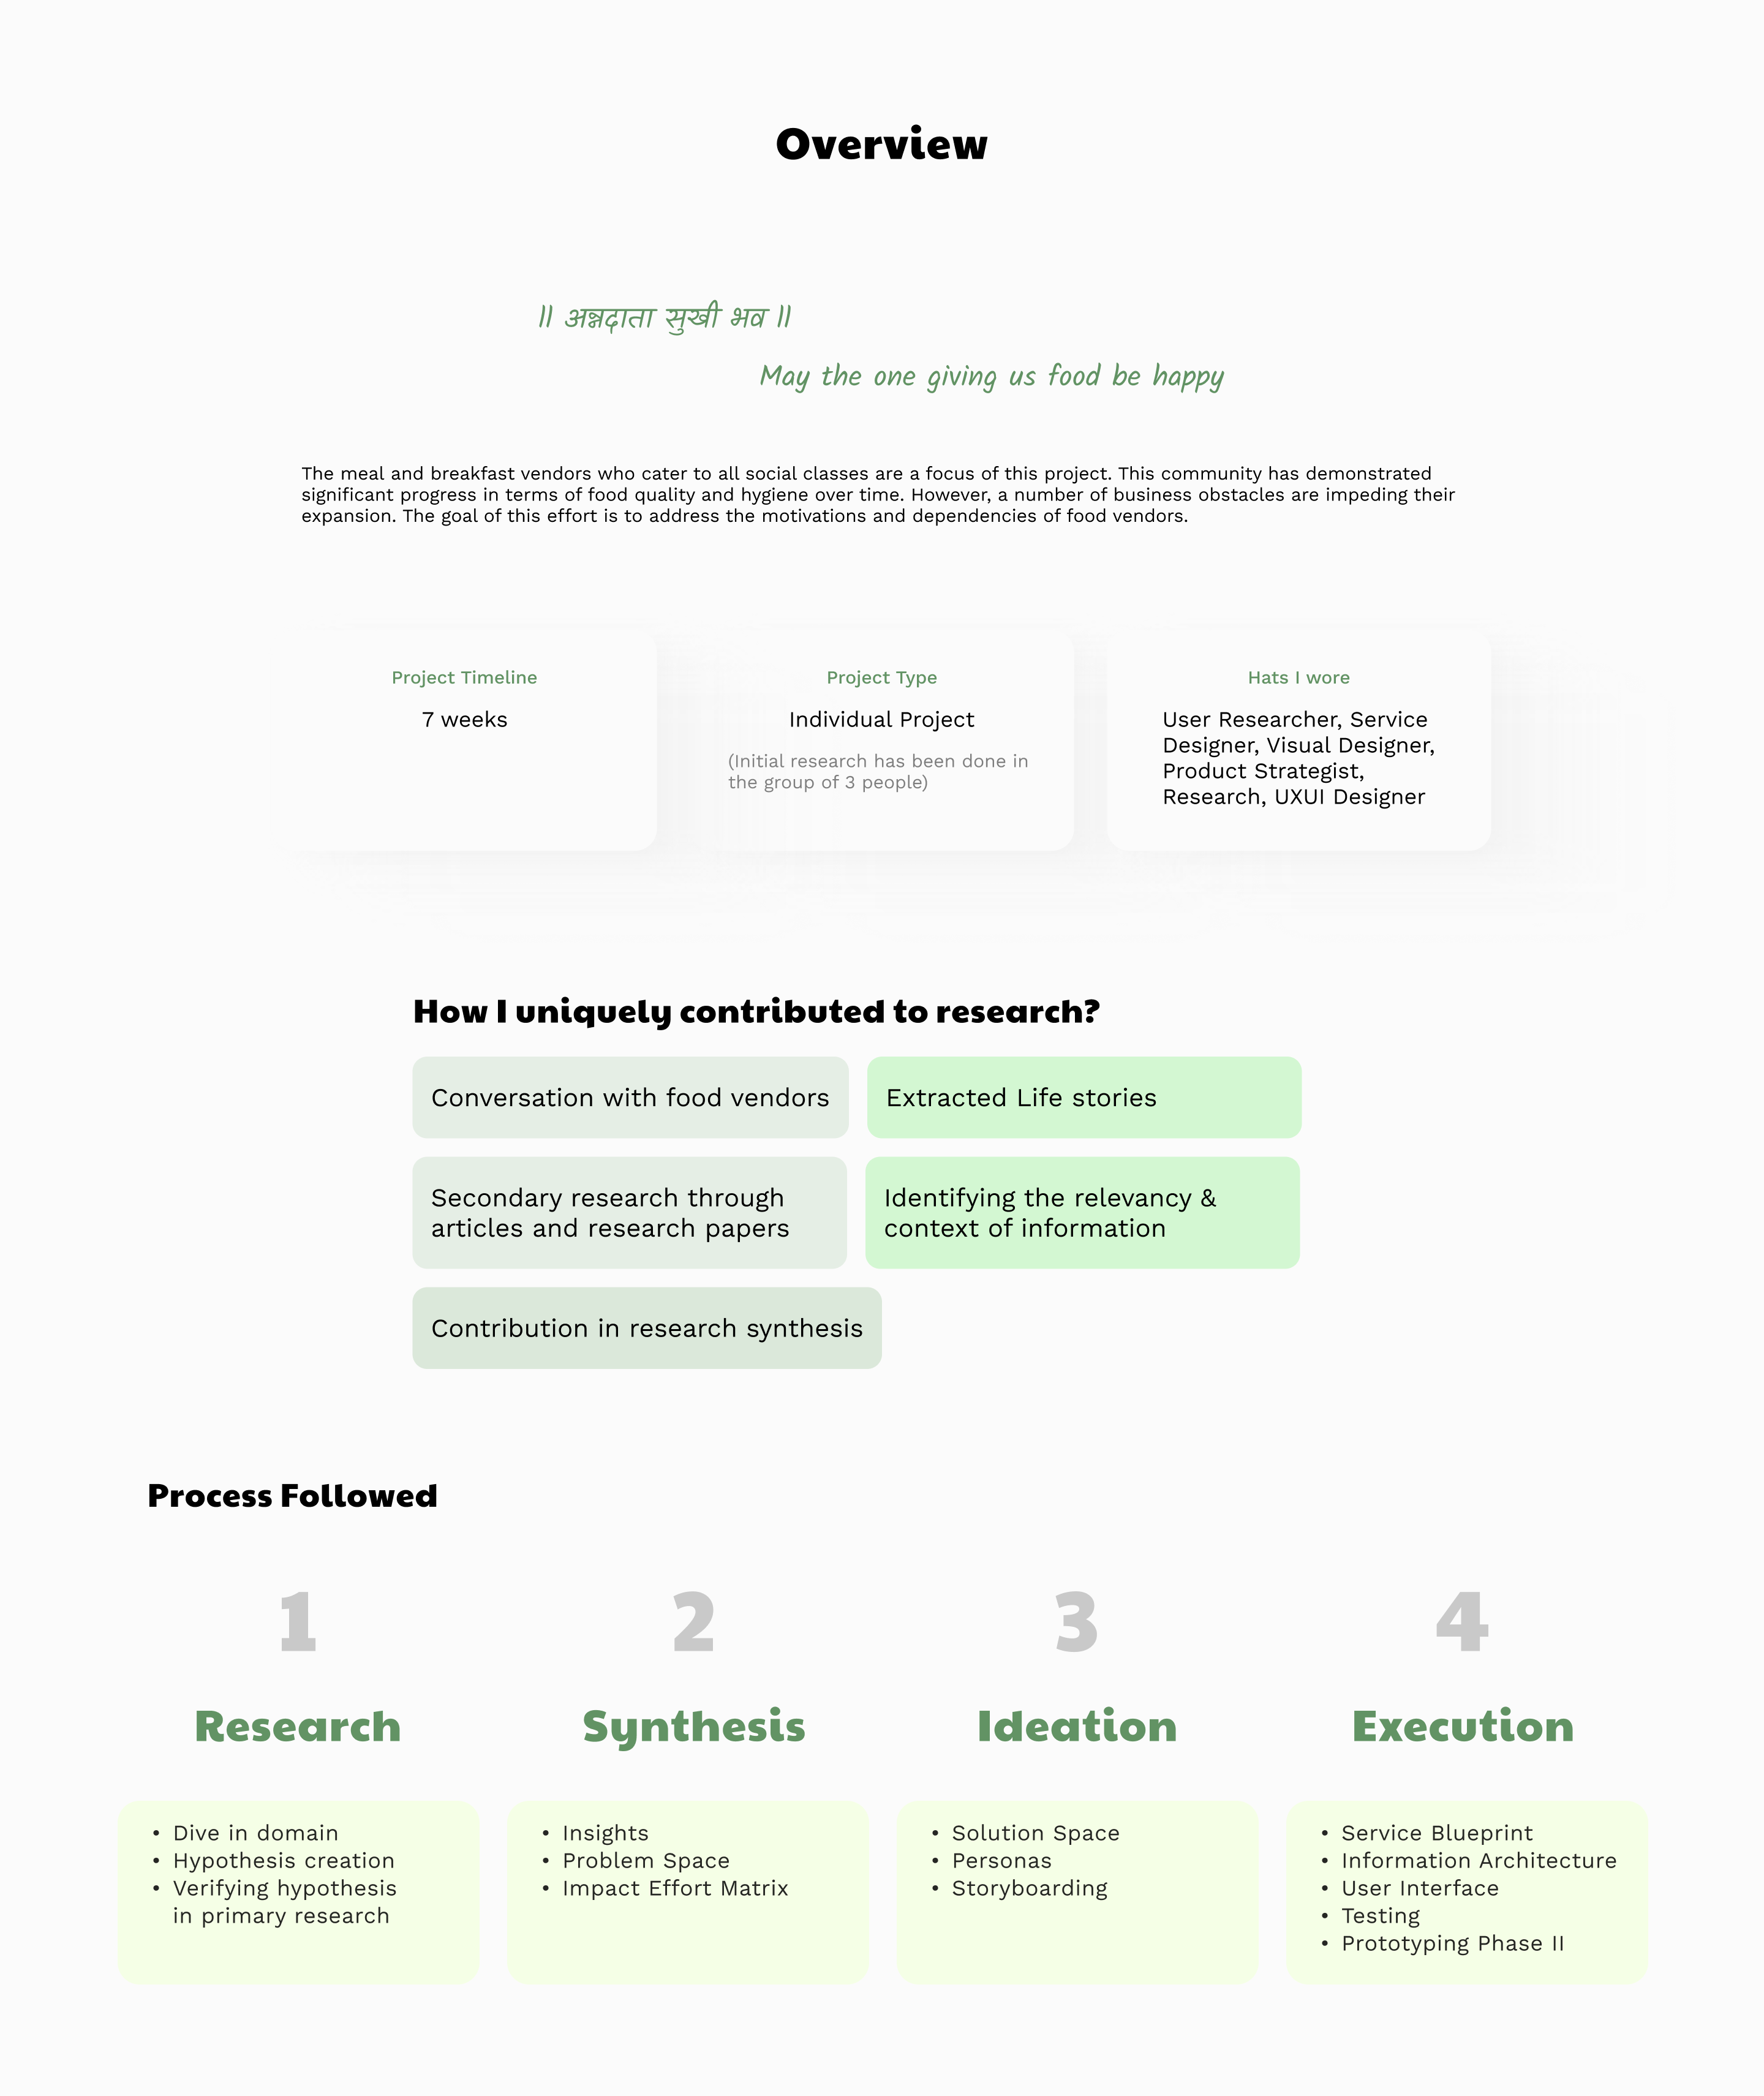 Overview
॥ अन्नदाता सुखी भव ॥
May the one giving us food be happy
The meal and breakfast vendors who cater to all social classes are a focus of this project. This community has demonstrated
significant progress in terms of food quality and hygiene over time. However, a number of business obstacles are impeding their
expansion. The goal of this effort is to address the motivations and dependencies of food vendors.
Project Timeline
7 weeks
Project Type
Individual Project
(Initial research has been done in
the group of 3 people)
Hats I wore
User Researcher, Service
Designer, Visual Designer,
Product Strategist,
Research, UXUI Designer
How I uniquely contributed to research?
Conversation with food vendors
Extracted Life stories
Secondary research through
articles and research papers
Identifying the relevancy &
context of information
Contribution in research synthesis
Process Followed
1
Research
• Dive in domain
• Hypothesis creation
• Verifying hypothesis
in primary research
2
Synthesis
• Insights
• Problem Space
• Impact Effort Matrix
3
Ideation
• Solution Space
• Personas
• Storyboarding
4
Execution
• Service Blueprint
• Information Architecture
• User Interface
• Testing
• Prototyping Phase II